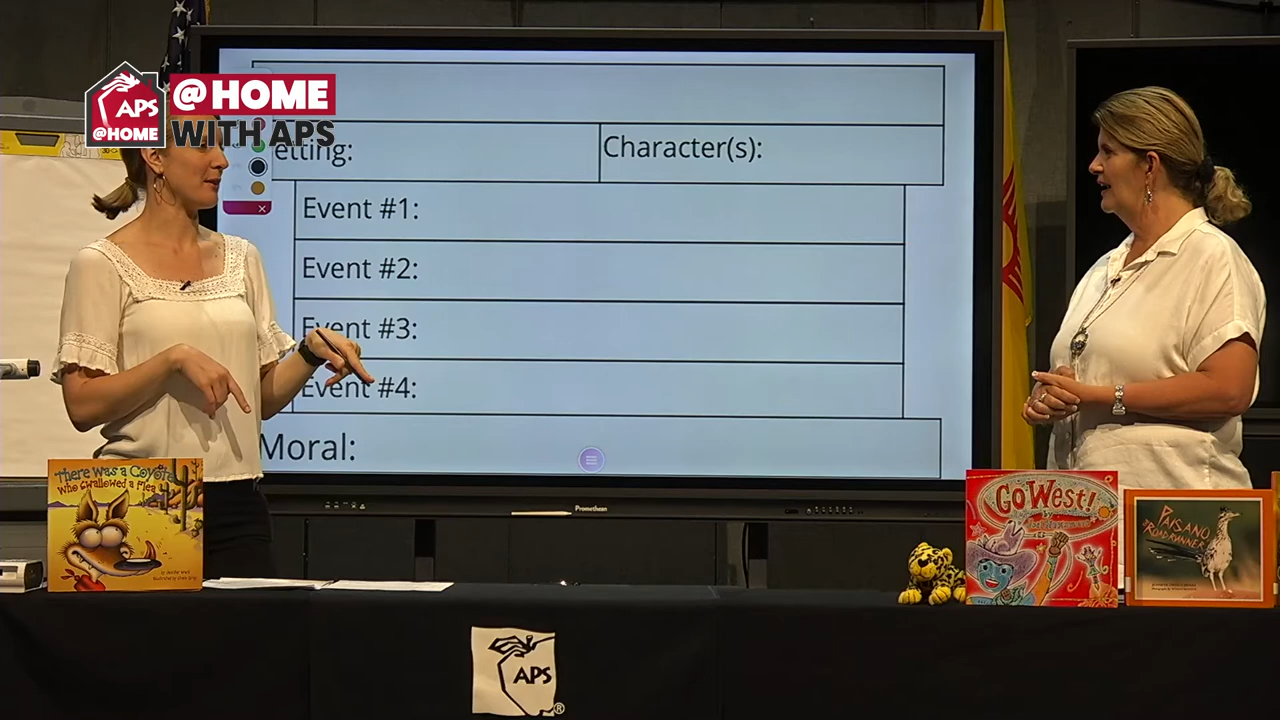 @HOME
WITH APS
APS
@HOME
etting:
Character(s):
Event #1:
Event #2:
Event #3:
Event #4:
Moral:
Promethean
There was a Coyote
Who Swallowed a Flea
Go West!
PAISANO
ROADRUNNER
APS
®